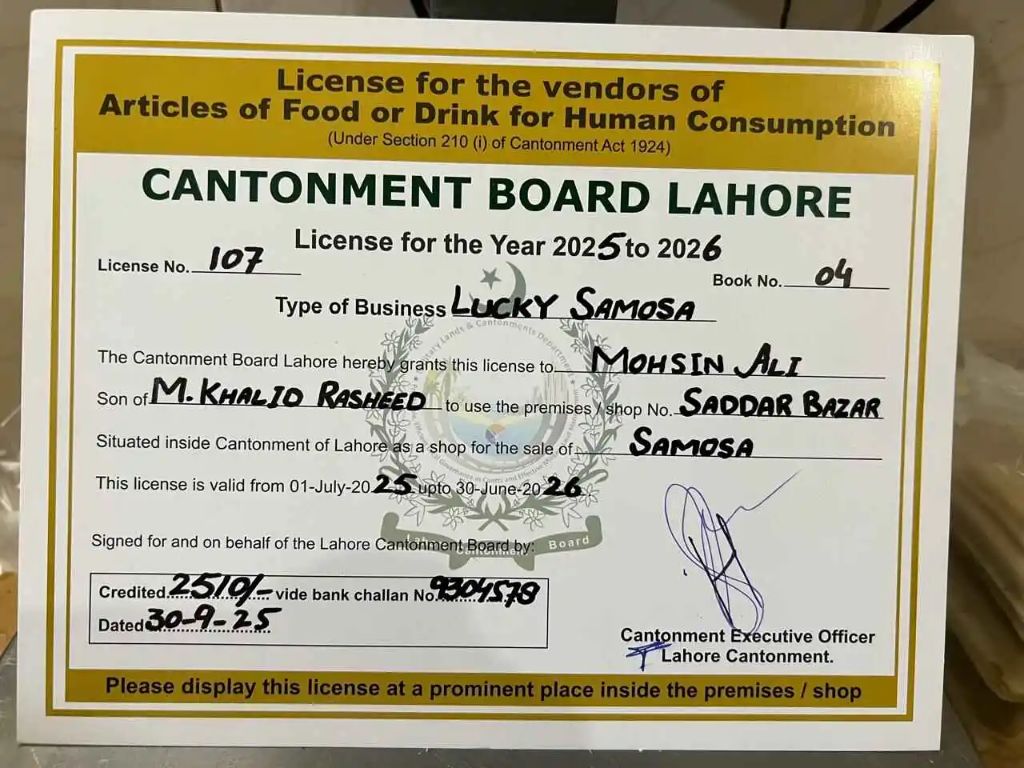 License for the vendors of
Articles of Food or Drink for Human Consumption
(Under Section 210 (i) of Cantonment Act 1924)
CANTONMENT BOARD LAHORE
License for the Year 2025 to 2026
License No. 107
Book No. 04
Type of Business LUCKY SAMOSA
The Cantonment Board Lahore hereby grants this license to MOHSIN ALI
Son of M. KHALID RASHEED to use the premises / shop No. SADDAR BAZAR
Situated inside Cantonment of Lahore as a shop for the sale of SAMOSA
This license is valid from 01-July-2025 upto 30-June-2026
Signed for and on behalf of the Lahore Cantonment Board by:
Credited 2510/- vide bank challan No. 9304578
Dated 30-9-25
Cantonment Executive Officer
Lahore Cantonment.
Please display this license at a prominent place inside the premises / shop